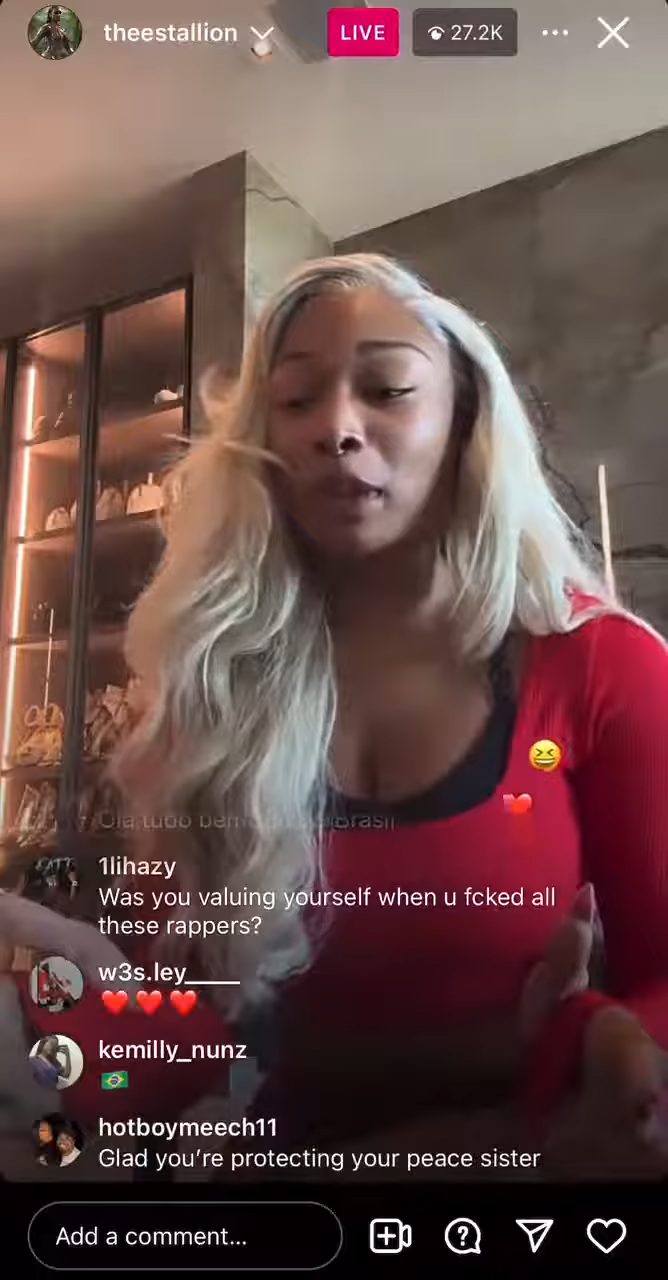 theestallion
LIVE
27.2K
1lihazy
Was you valuing yourself when u fcked all
these rappers?
w3s.ley____
❤️❤️❤️
kemilly_nunz
🇧🇷
hotboymeech11
Glad you’re protecting your peace sister
Add a comment...